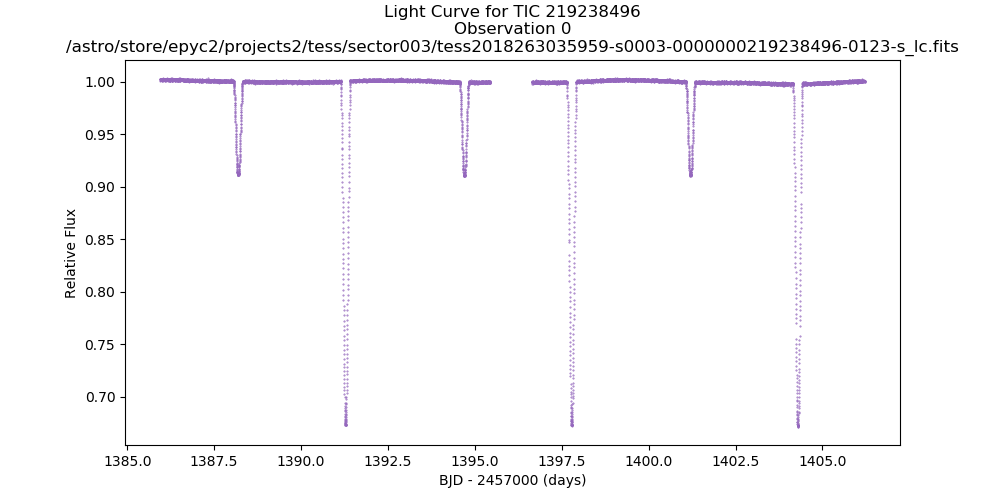 Light Curve for TIC 219238496
Observation 0
/astro/store/epyc2/projects2/tess/sector003/tess2018263035959-s0003-0000000219238496-0123-s_lc.fits
1.00
0.95
0.90
0.85
0.80
0.75
0.70
Relative Flux
1385.0 1387.5 1390.0 1392.5 1395.0 1397.5 1400.0 1402.5 1405.0
BJD - 2457000 (days)